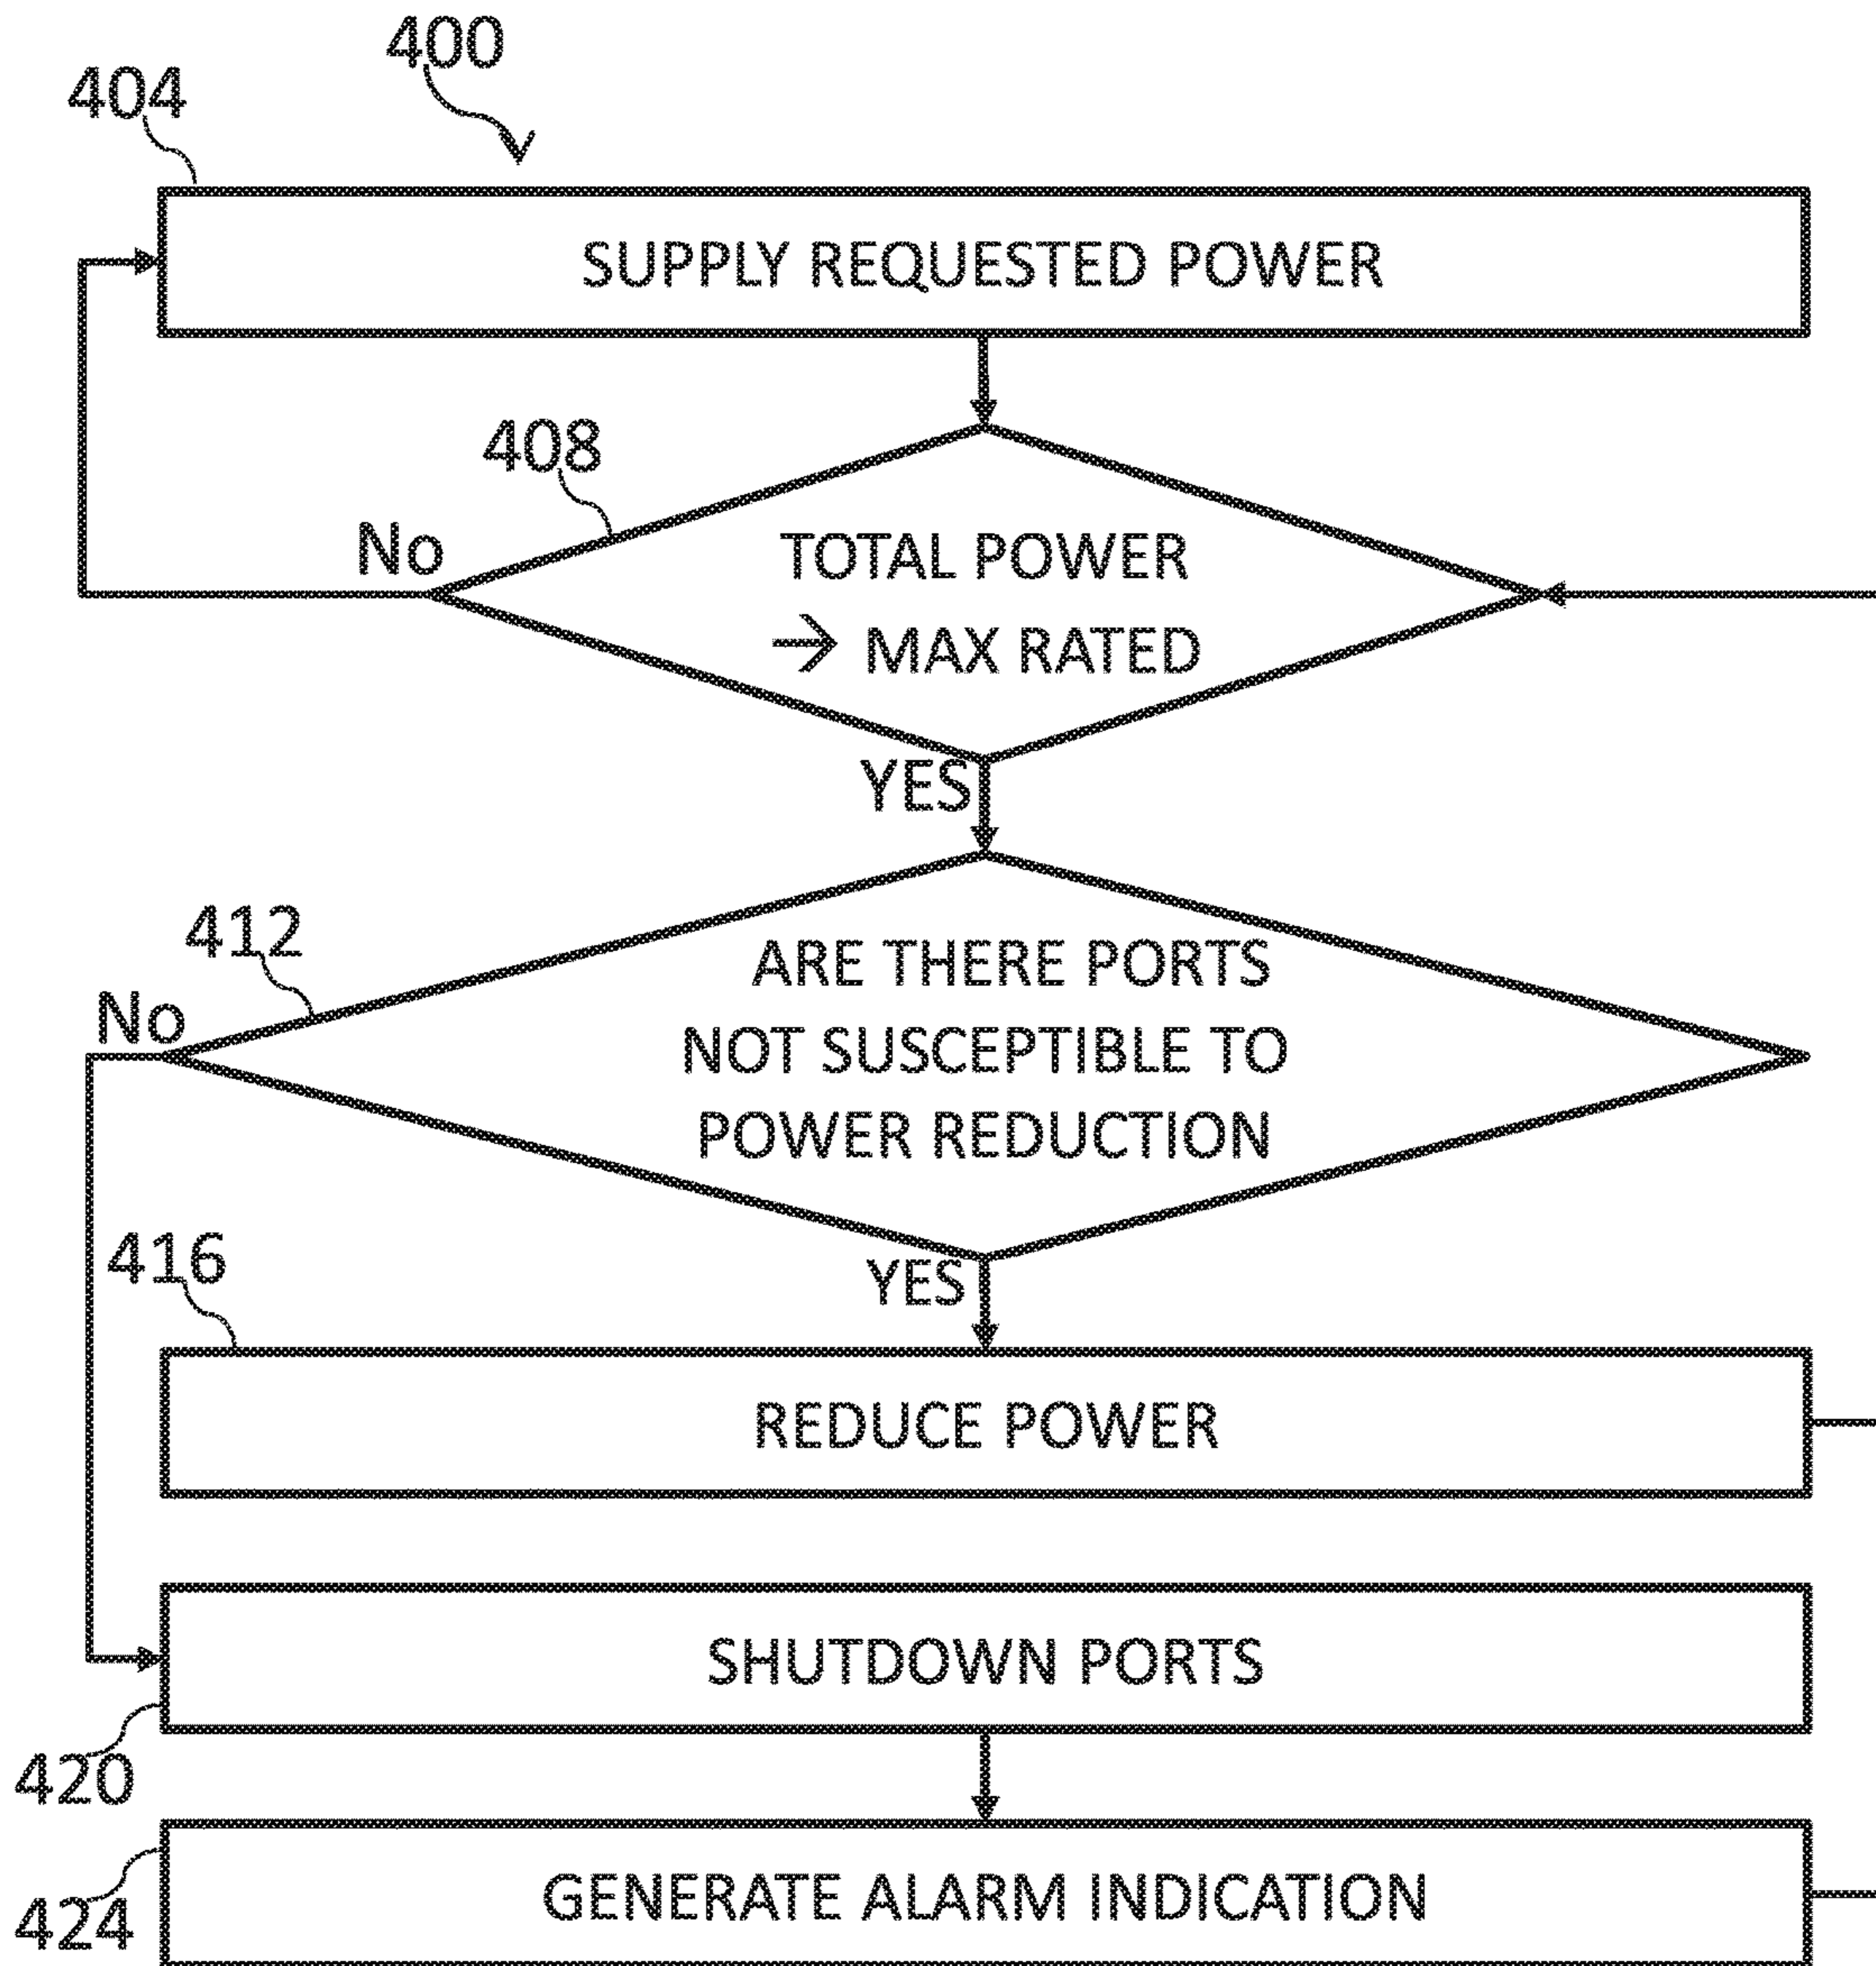 400
404
SUPPLY REQUESTED POWER
408
No
TOTAL POWER
→ MAX RATED
YES
412
No
ARE THERE PORTS
NOT SUSCEPTIBLE TO
POWER REDUCTION
416
YES
REDUCE POWER
SHUTDOWN PORTS
420
GENERATE ALARM INDICATION
424